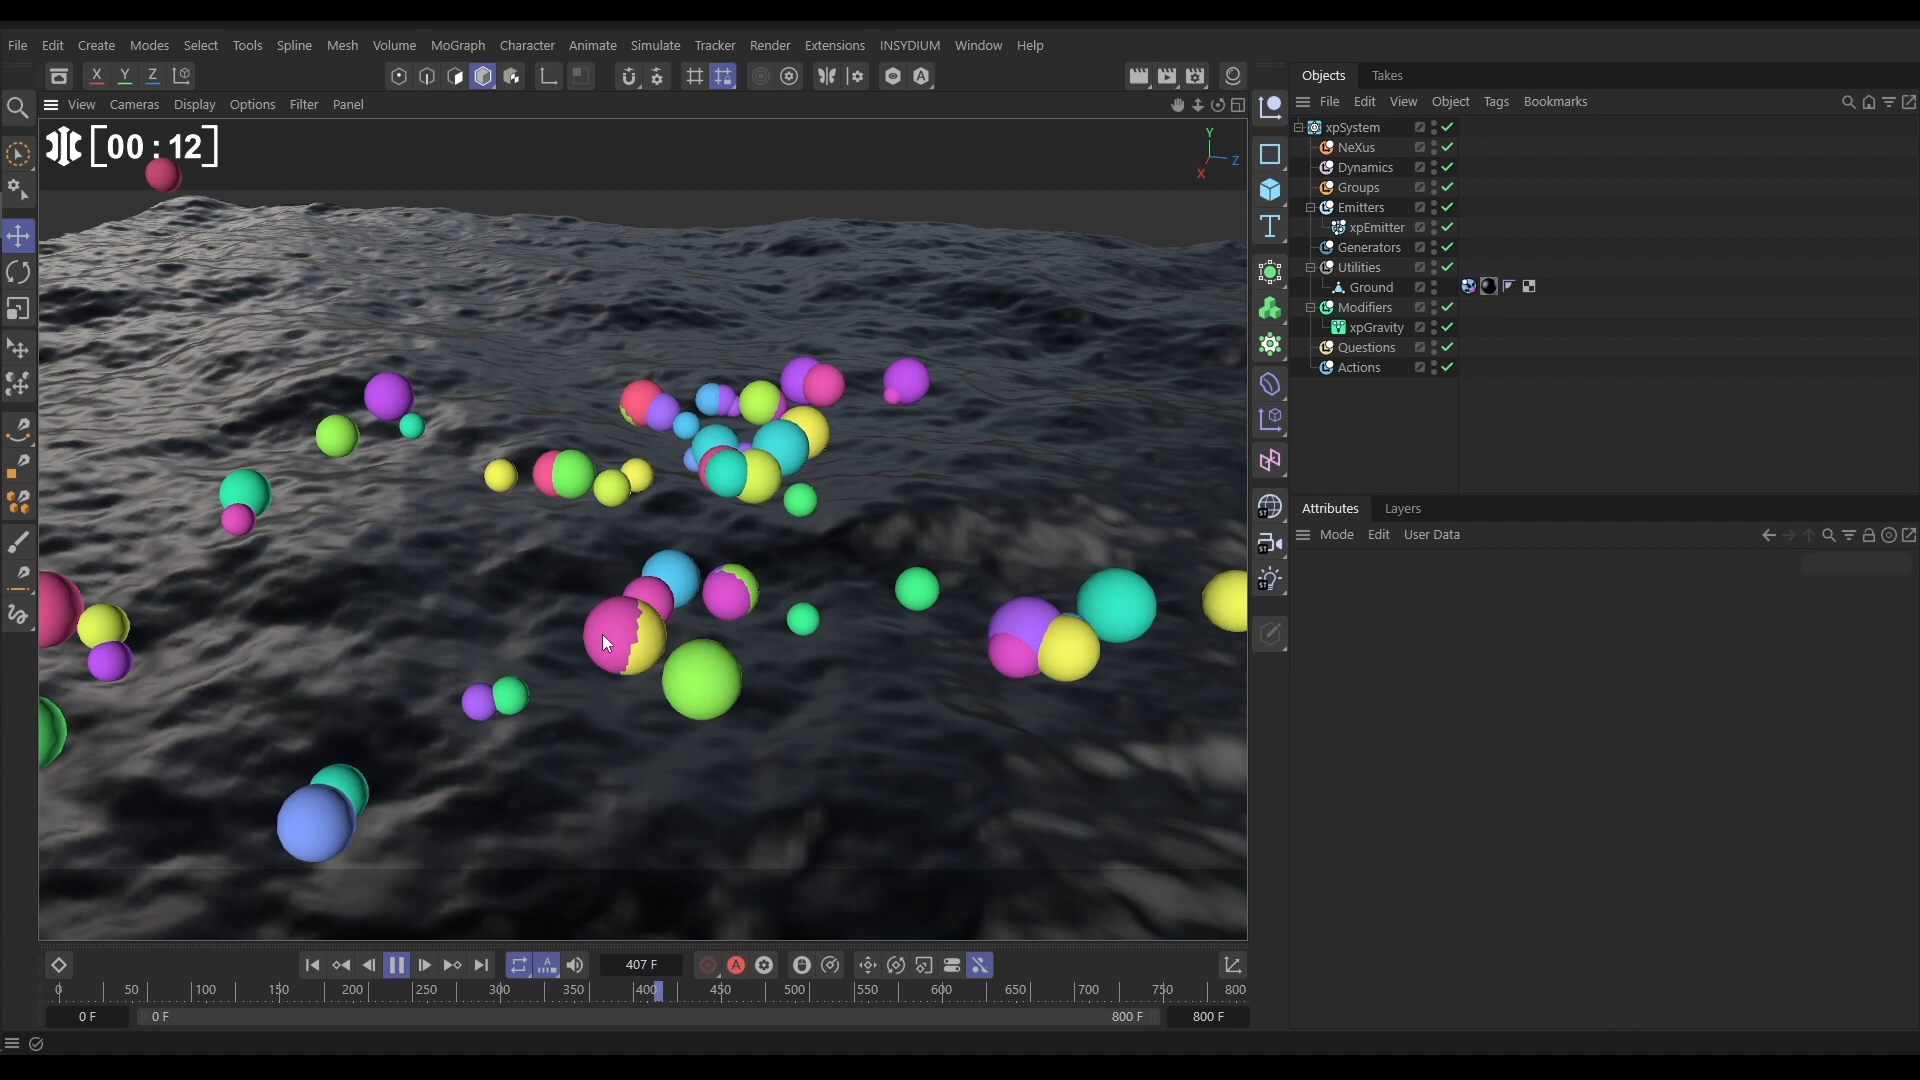 File Edit Create Modes Select Tools Spline Mesh Volume MoGraph Character Animate Simulate Tracker Render Extensions INSYDIUM Window Help
X Y Z
Objects Takes
View Cameras Display Options Filter Panel
File Edit View Object Tags Bookmarks
[00:12]
Y
Z
X
xpSystem
NeXus
Dynamics
Groups
Emitters
xpEmitter
Generators
Utilities
Ground
Modifiers
xpGravity
Questions
Actions
Attributes Layers
Mode Edit User Data
ST
ST
ST
407 F
0 50 100 150 200 250 300 350 400 450 500 550 600 650 700 750 800
0 F 0 F 800 F 800 F